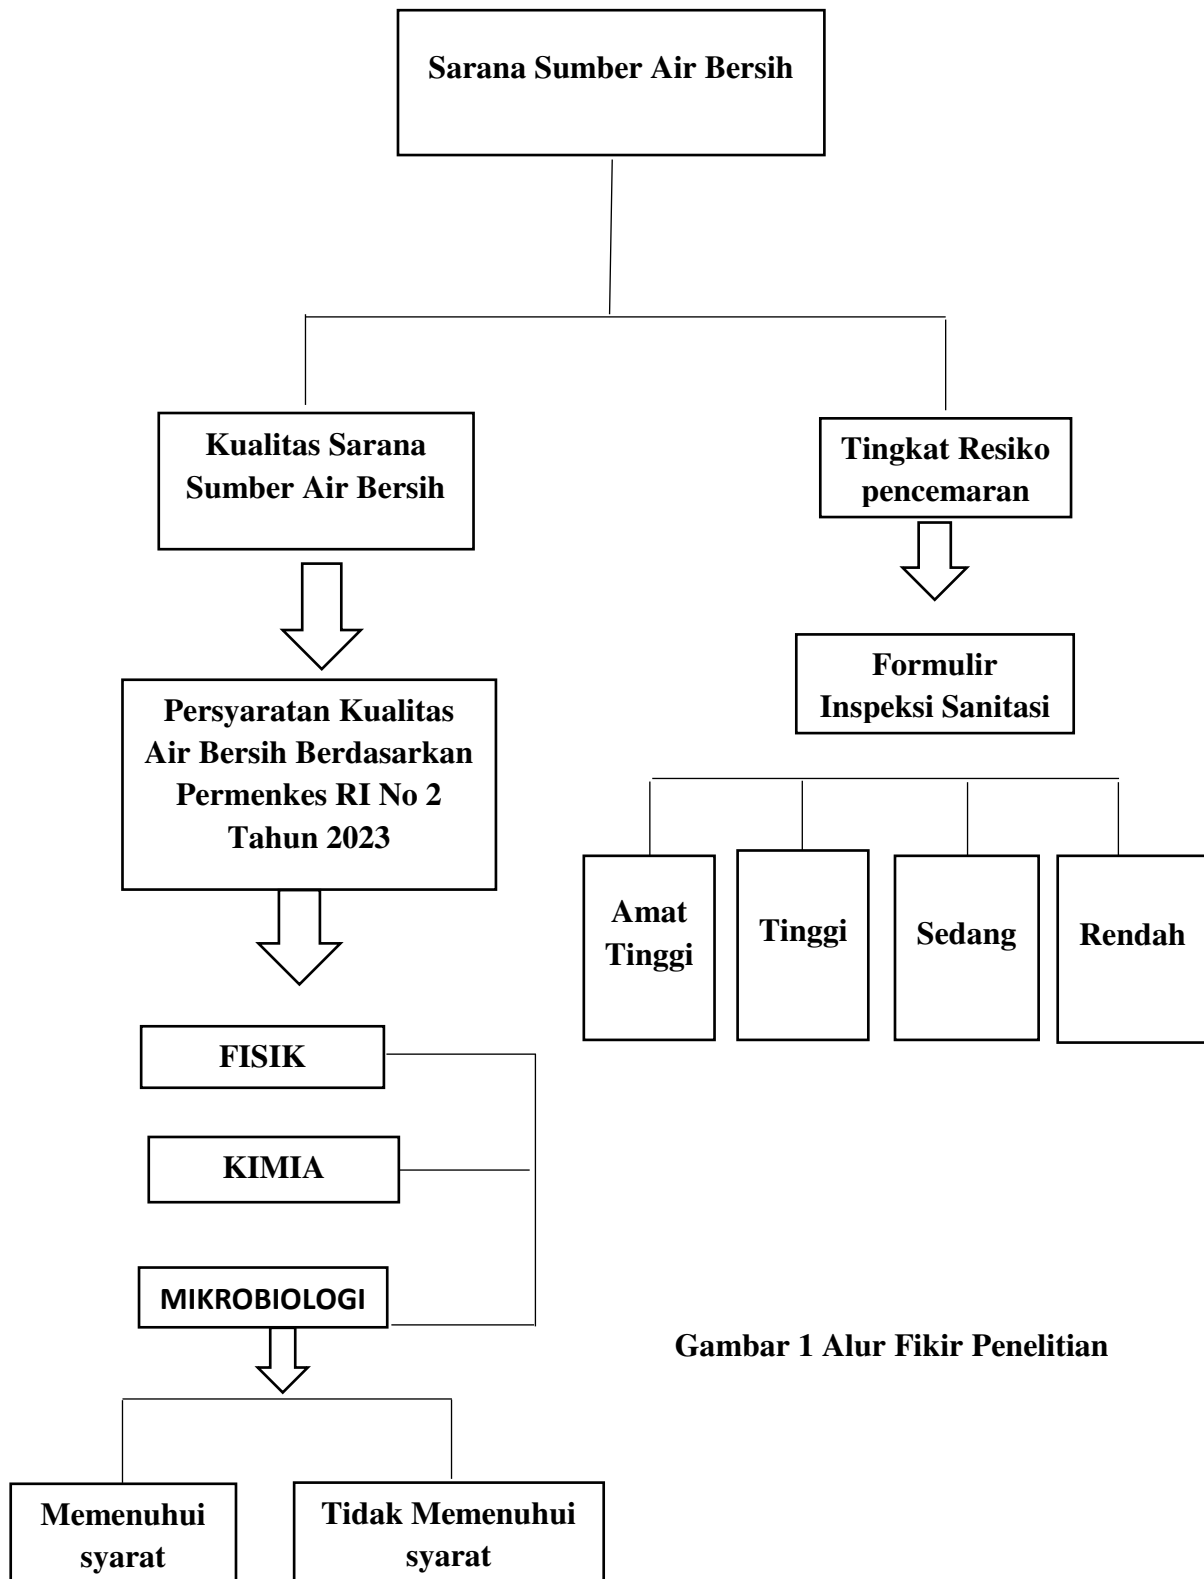 Sarana Sumber Air Bersih
Kualitas Sarana
Sumber Air Bersih
Tingkat Resiko
pencemaran
Persyaratan Kualitas
Air Bersih Berdasarkan
Permenkes RI No 2
Tahun 2023
Formulir
Inspeksi Sanitasi
Amat
Tinggi
Tinggi
Sedang
Rendah
FISIK
KIMIA
MIKROBIOLOGI
Gambar 1 Alur Fikir Penelitian
Memenuhui
syarat
Tidak Memenuhui
syarat